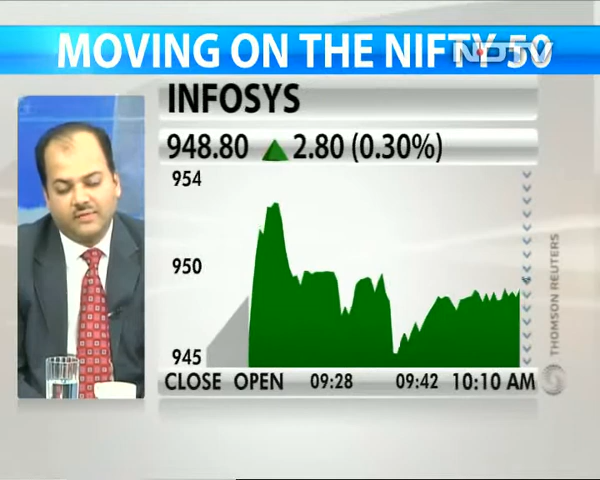 MOVING ON THE NIFTY 50
NDTV
INFOSYS
948.80 ▲ 2.80 (0.30%)
954
950
945
CLOSE OPEN 09:28 09:42 10:10 AM
THOMSON REUTERS